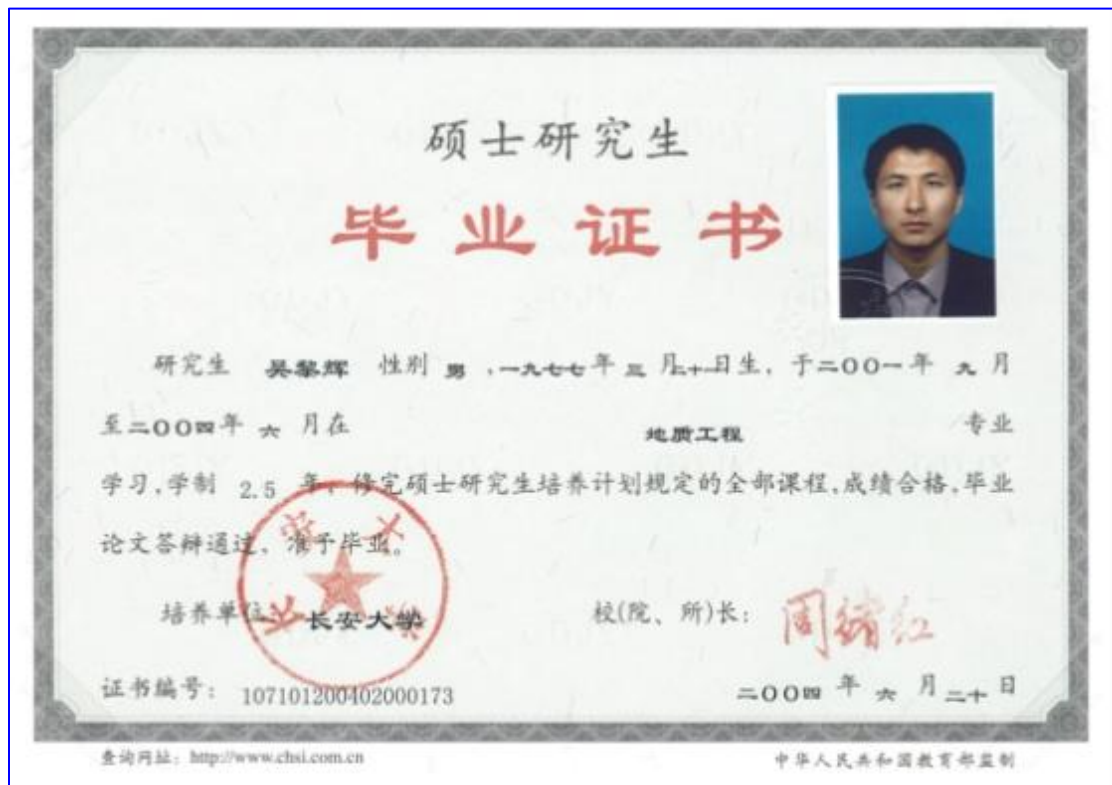 硕士研究生
毕业证书
研究生 吴黎辉 性别 男 ,一九七七年 三 月二十日生, 于二OO一年 九 月
至二OO四年 六 月在 地质工程 专业
学习,学制 2.5 年, 修完硕士研究生培养计划规定的全部课程,成绩合格,毕业
论文答辩通过, 准予毕业。
培养单位: 长安大学
校(院、所)长: 周绪红
证书编号: 107101200402000173
二OO四 年 六 月二十 日
查询网址: http://www.chsi.com.cn
中华人民共和国教育部监制